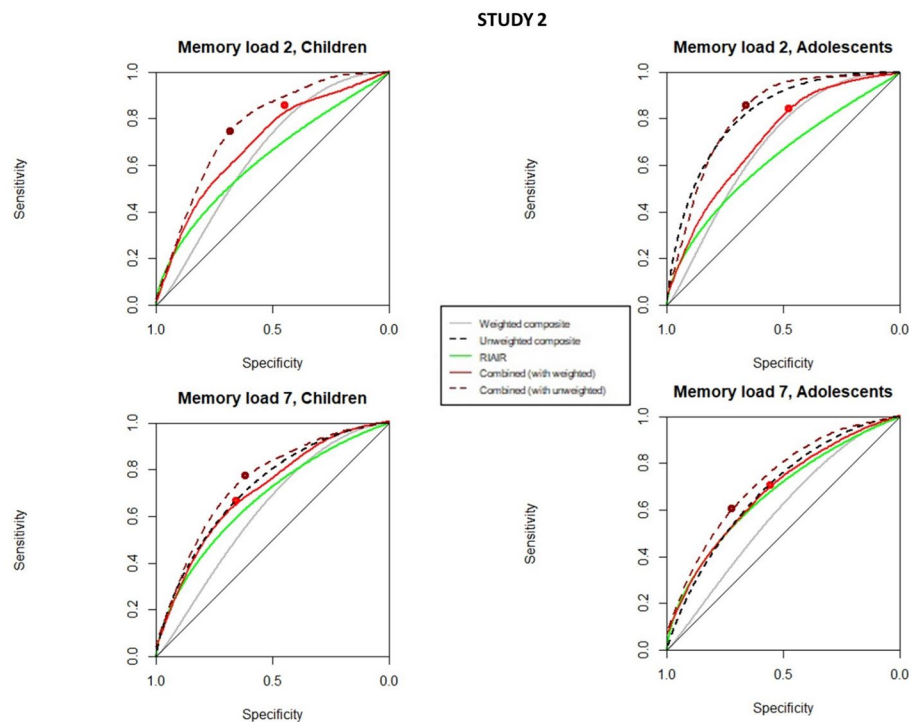 STUDY 2
Memory load 2, Children
Sensitivity
1.0
0.8
0.6
0.4
0.2
0.0
1.0 0.5 0.0
Specificity
Memory load 2, Adolescents
Sensitivity
1.0
0.8
0.6
0.4
0.2
0.0
1.0 0.5 0.0
Specificity
Weighted composite
Unweighted composite
RIAIR
Combined (with weighted)
Combined (with unweighted)
Memory load 7, Children
Sensitivity
1.0
0.8
0.6
0.4
0.2
0.0
1.0 0.5 0.0
Specificity
Memory load 7, Adolescents
Sensitivity
1.0
0.8
0.6
0.4
0.2
0.0
1.0 0.5 0.0
Specificity